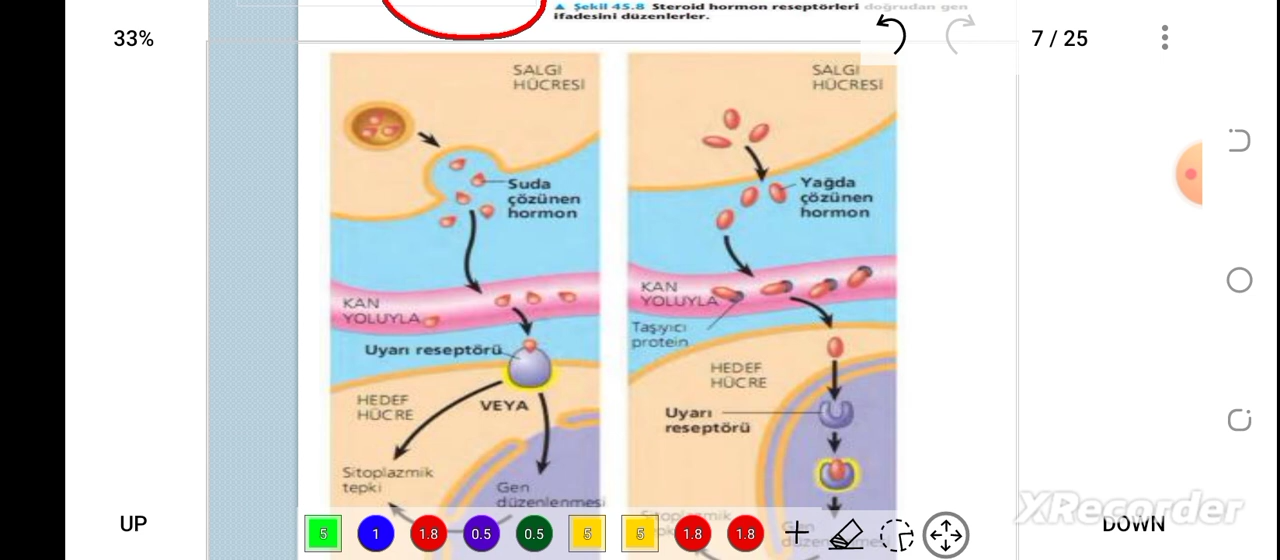 33%
▲ Şekil 45.8 Steroid hormon reseptörleri doğrudan gen
ifadesini düzenlerler.
7 / 25
SALGI
HÜCRESİ
Suda
çözünen
hormon
KAN
YOLUYLA
Uyarı reseptörü
HEDEF
HÜCRE
VEYA
Sitoplazmik
tepki
Gen
düzenlenmesi
SALGI
HÜCRESİ
Yağda
çözünen
hormon
KAN
YOLUYLA
Taşıyıcı
protein
HEDEF
HÜCRE
Uyarı
reseptörü
Sitoplazmik
Gen
UP
5
1
1.8
0.5
0.5
5
5
1.8
1.8
DOWN
XRecorder